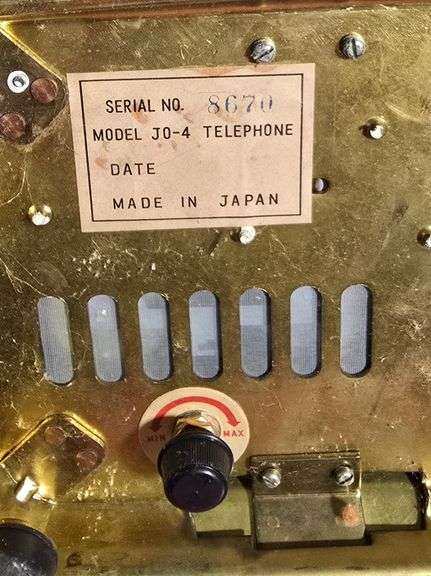 SERIAL NO. 8670
MODEL JO-4 TELEPHONE
DATE
MADE IN JAPAN
MIN MAX